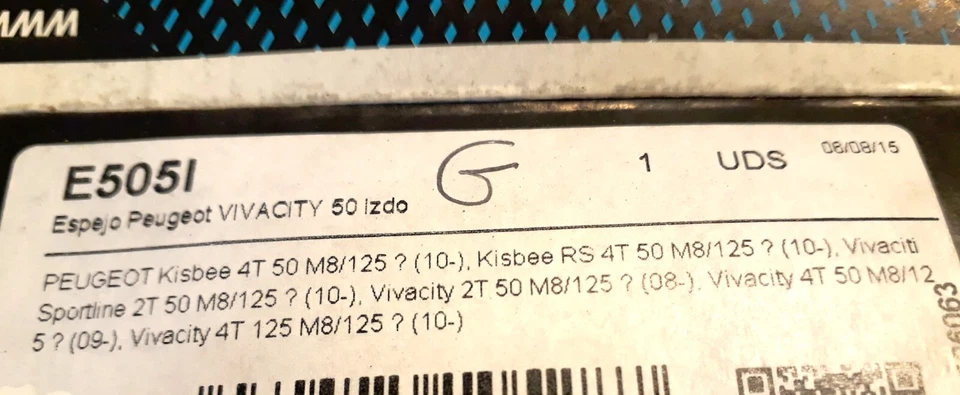 E505I
G
1 UDS 08/08/15
Espejo Peugeot VIVACITY 50 izdo
PEUGEOT Kisbee 4T 50 M8/125 ? (10-), Kisbee RS 4T 50 M8/125 ? (10-), Vivaciti
Sportline 2T 50 M8/125 ? (10-), Vivacity 2T 50 M8/125 ? (08-), Vivacity 4T 50 M8/12
5 ? (09-), Vivacity 4T 125 M8/125 ? (10-)